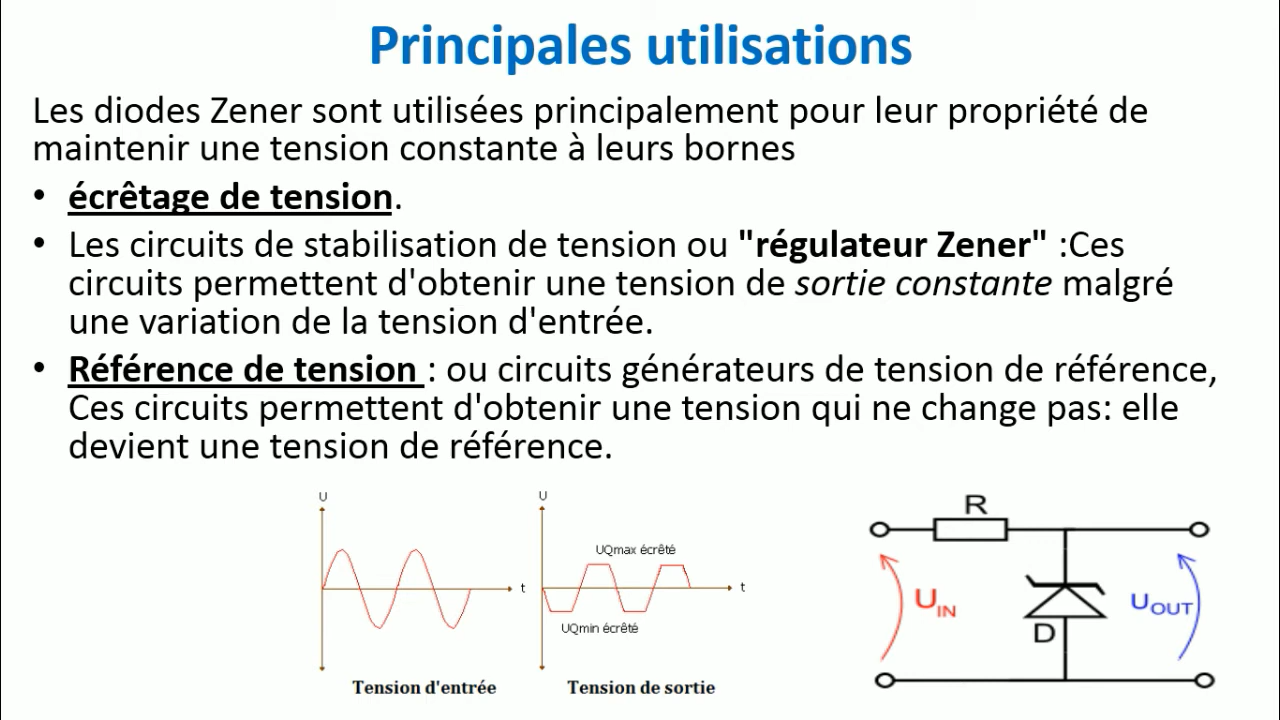 Principales utilisations
Les diodes Zener sont utilisées principalement pour leur propriété de
maintenir une tension constante à leurs bornes
• écrêtage de tension.
• Les circuits de stabilisation de tension ou "régulateur Zener" :Ces
circuits permettent d'obtenir une tension de sortie constante malgré
une variation de la tension d'entrée.
• Référence de tension : ou circuits générateurs de tension de référence,
Ces circuits permettent d'obtenir une tension qui ne change pas: elle
devient une tension de référence.
U
t
Tension d'entrée
U
UQmax écrêté
t
UQmin écrêté
Tension de sortie
R
UIN
D
UOUT